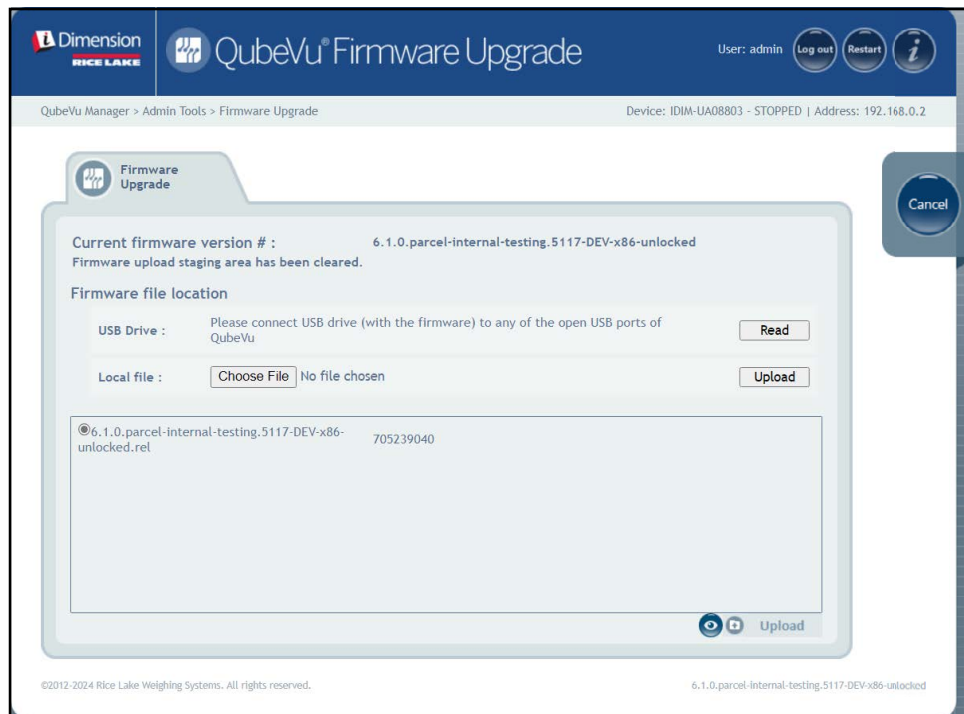 iDimension
RICE LAKE
QubeVu® Firmware Upgrade
User: admin
Log out
Restart
i
QubeVu Manager > Admin Tools > Firmware Upgrade
Device: IDIM-UA08803 - STOPPED | Address: 192.168.0.2
Firmware
Upgrade
Cancel
Current firmware version # : 6.1.0.parcel-internal-testing.5117-DEV-x86-unlocked
Firmware upload staging area has been cleared.
Firmware file location
USB Drive : Please connect USB drive (with the firmware) to any of the open USB ports of
QubeVu
Read
Local file : Choose File No file chosen Upload
6.1.0.parcel-internal-testing.5117-DEV-x86-
unlocked.rel
705239040
Upload
©2012-2024 Rice Lake Weighing Systems. All rights reserved.
6.1.0.parcel-internal-testing.5117-DEV-x86-unlocked